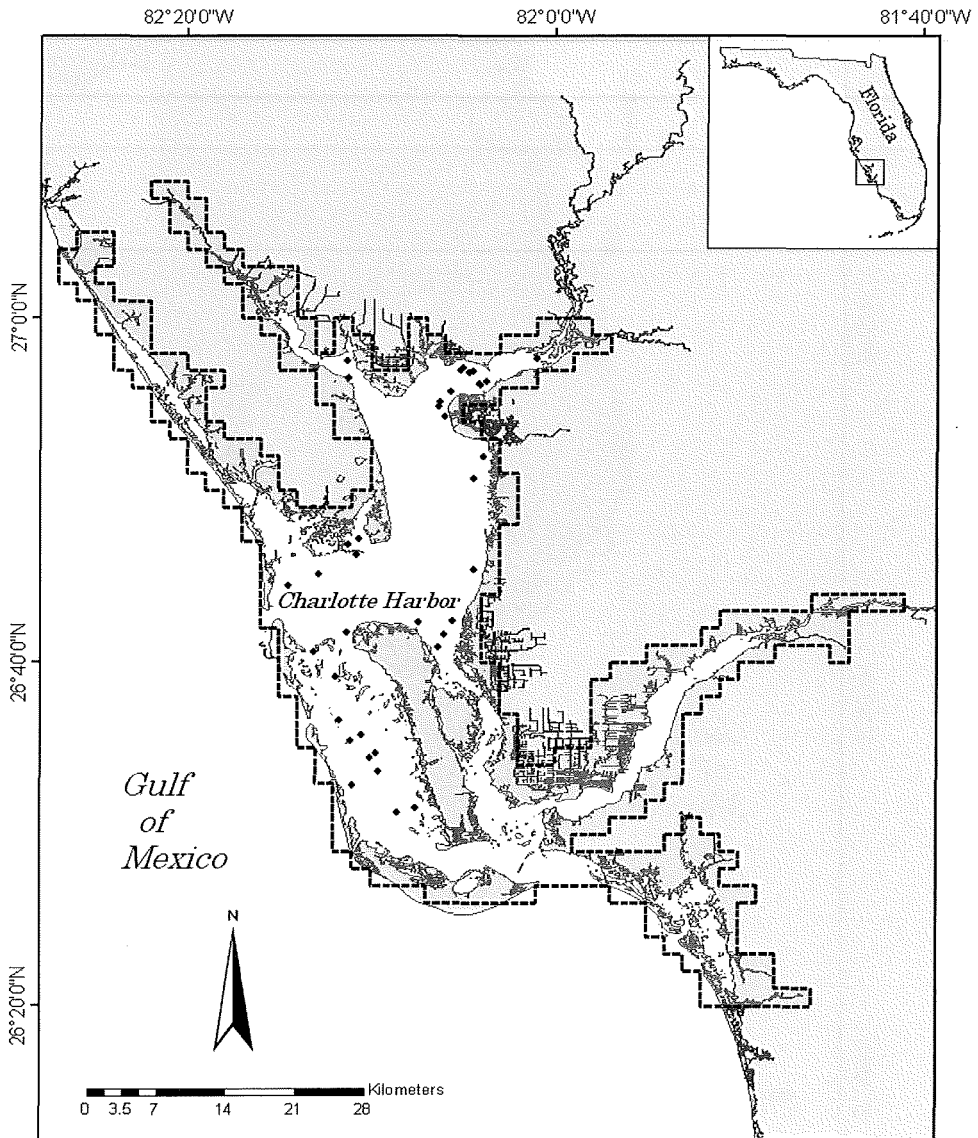 82°20'0"W 82°0'0"W 81°40'0"W
Florida
27°0'0"N
Charlotte Harbor
26°40'0"N
Gulf
of
Mexico
N
26°20'0"N
Kilometers
0 3.5 7 14 21 28